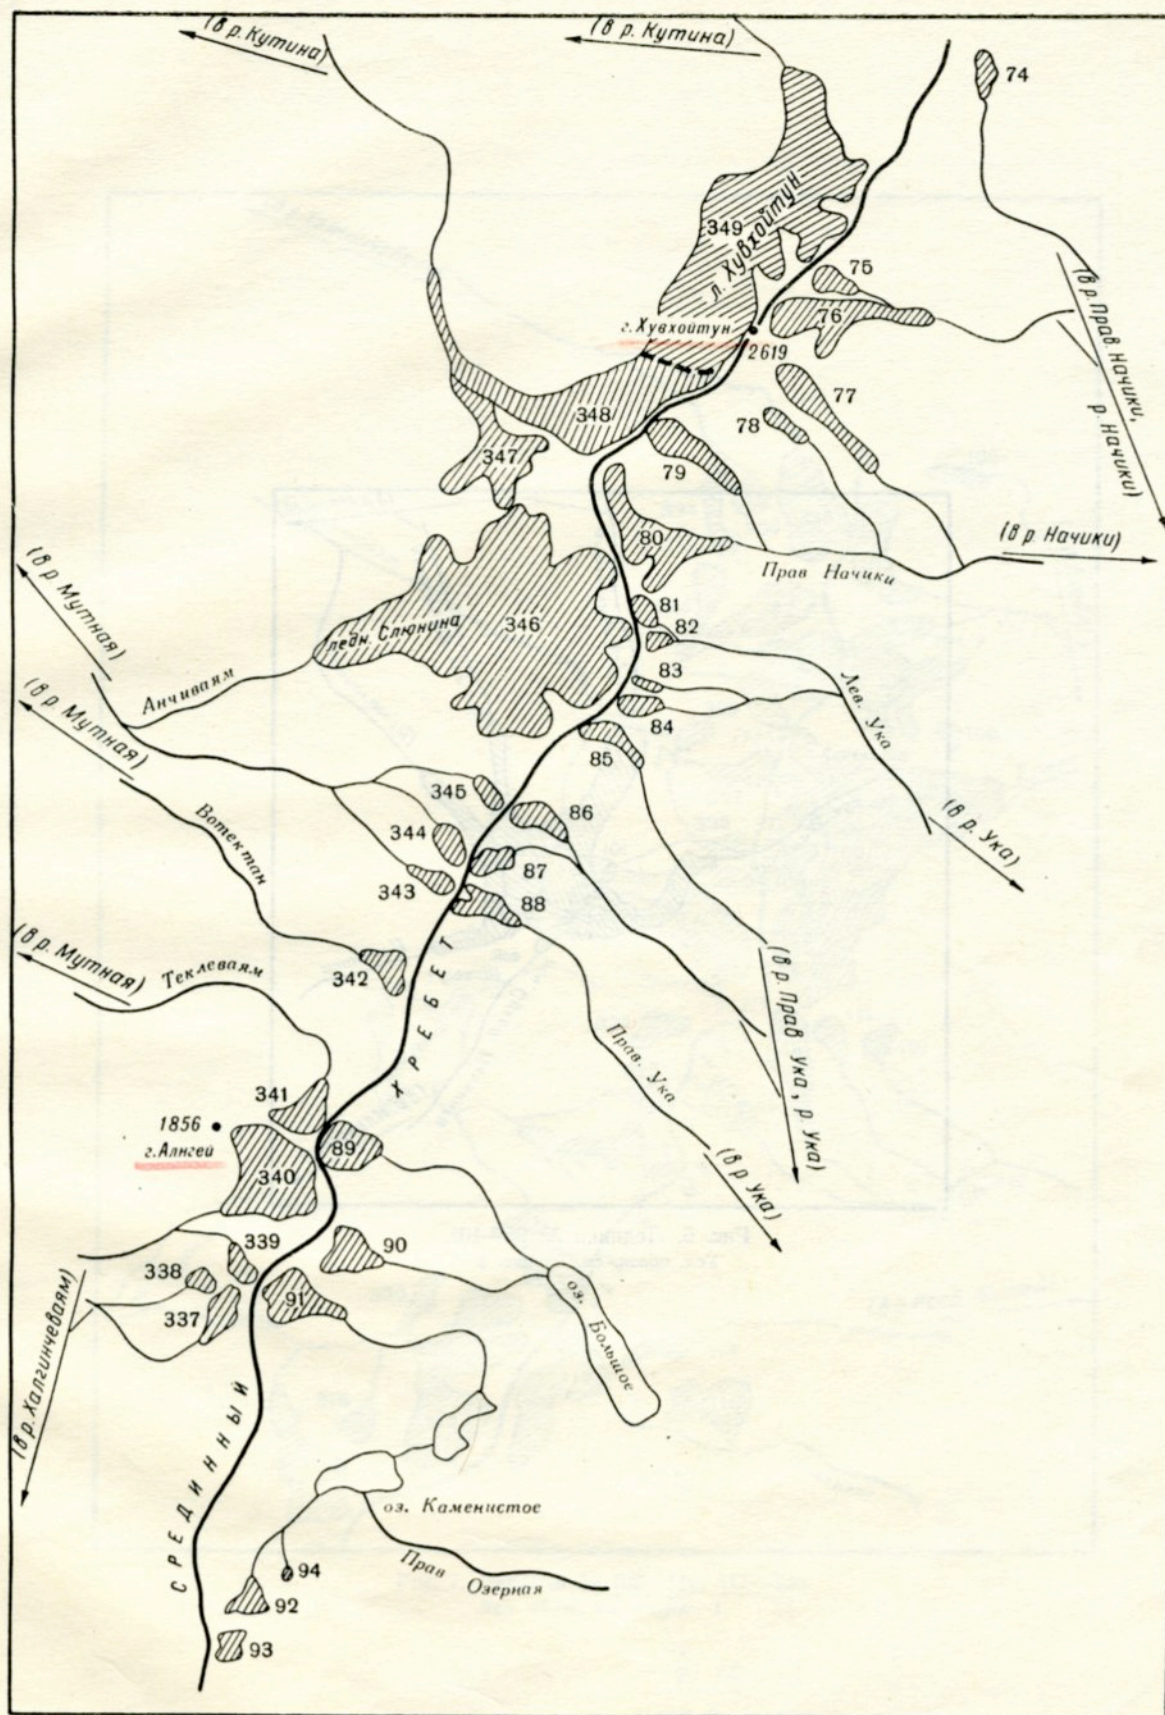 (в р. Кутина)
(в р. Кутина)
74
349
л. Хувхойтун
75
76
(в р. Прав. Начики,
р. Начики)
г. Хувхойтун
2619
77
348
78
347
79
80
(в р. Начики)
Прав Начики
(в р. Мутная)
81
ледн. Слюнина
346
82
83
Анчиваям
Лев. Ука
84
(в р. Мутная)
85
345
86
Вотектан
344
(в р. Ука)
87
343
88
(в р. Мутная)
Теклеваям
342
ХРЕБЕТ
(в р. Прав Ука, р. Ука)
Прав. Ука
341
1856
г. Алнгей
89
340
(в р Ука)
339
90
338
91
337
оз.
Большое
(в р. Халгинчеваям)
СРЕДИННЫЙ
оз. Каменистое
Прав
Озерная
94
92
93